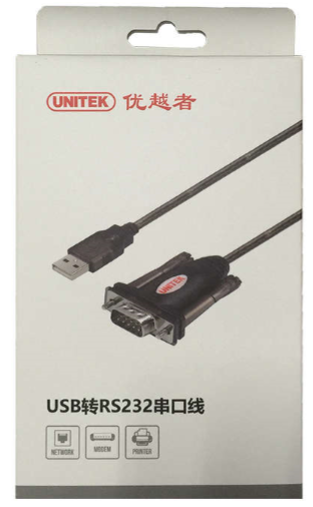 UNITEK 优越者
UNITEK
USB转RS232串口线
NETWORK MODEM PRINTER